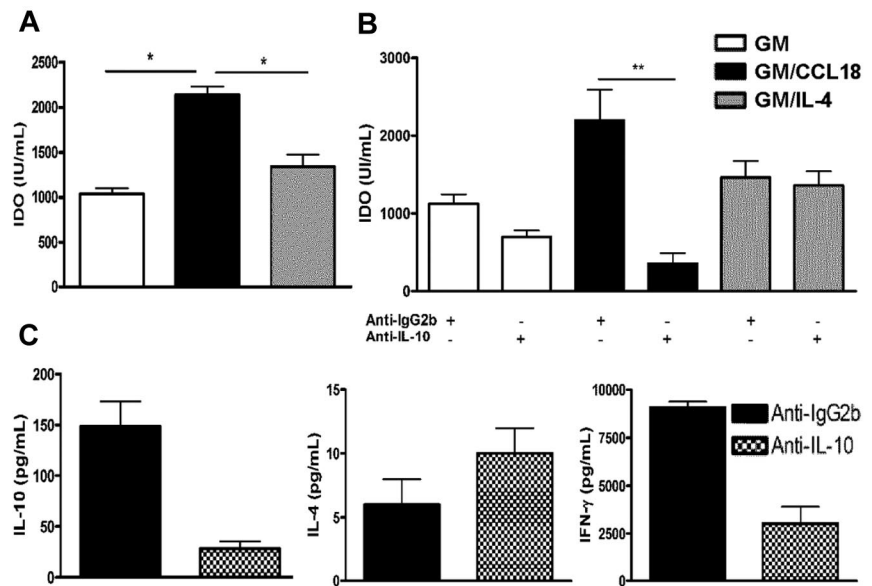 A
IDO (IU/mL)
2500
2000
1500
1000
500
0
*
*
B
IDO (UI/mL)
3000
2000
1000
0
**
GM
GM/CCL18
GM/IL-4
Anti-IgG2b + - + - + -
Anti-IL-10 - + - + - +
C
IL-10 (pg/mL)
200
150
100
50
0
IL-4 (pg/mL)
15
10
5
0
IFN-γ (pg/mL)
10000
7500
5000
2500
0
Anti-IgG2b
Anti-IL-10